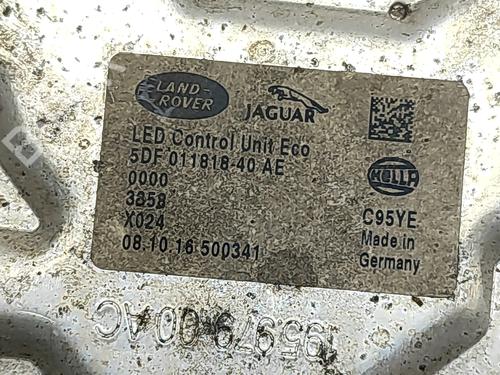 LAND-
ROVER
JAGUAR
LED Control Unit Eco
5DF 011818-40 AE
0000
3358
X024
08.10.16 500341
HELLA
C95YE
Made in
Germany